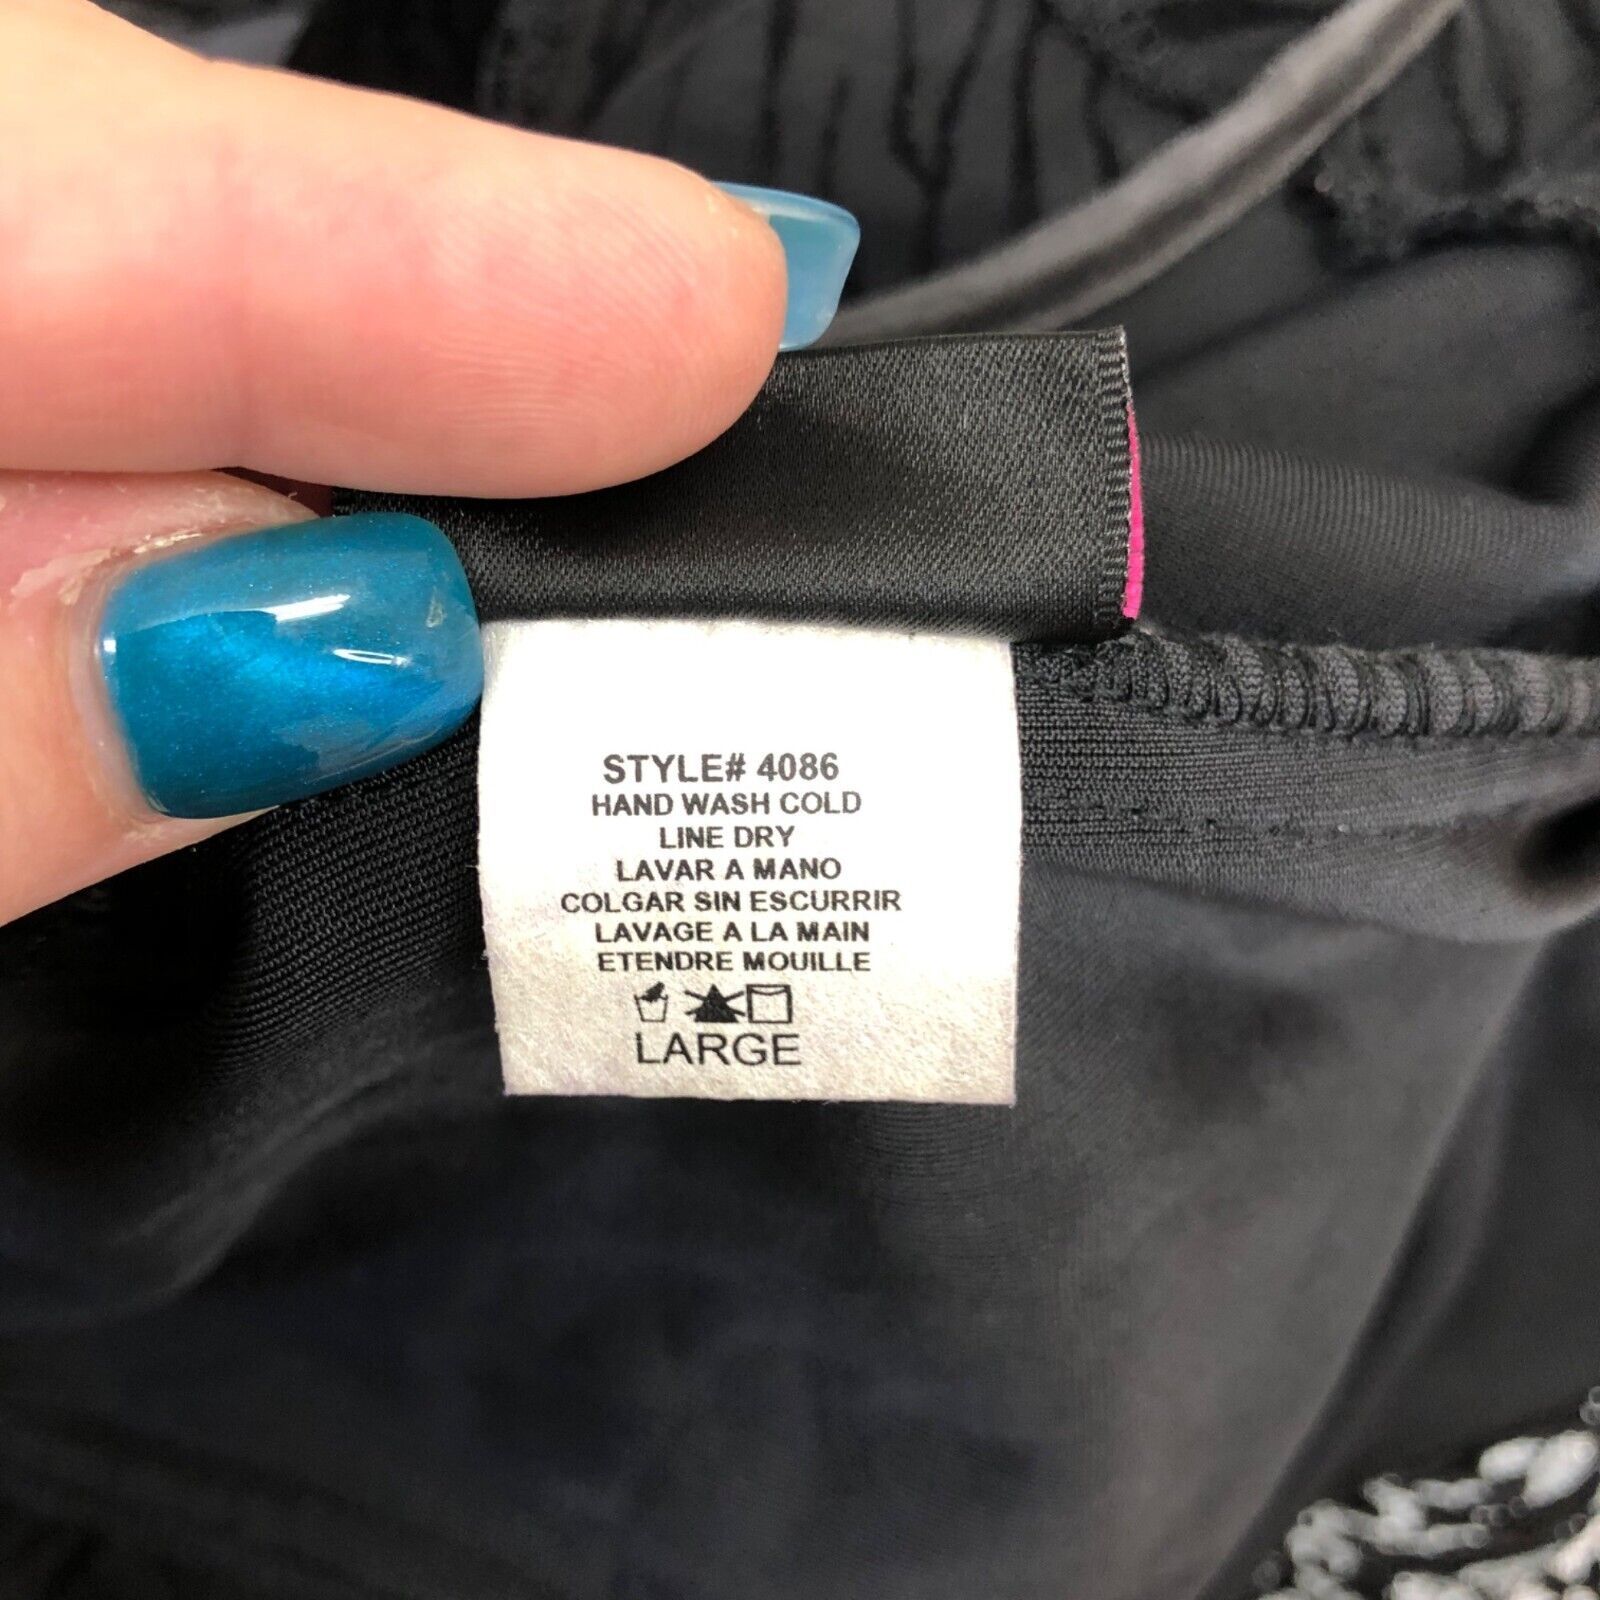 STYLE# 4086
HAND WASH COLD
LINE DRY
LAVAR A MANO
COLGAR SIN ESCURRIR
LAVAGE A LA MAIN
ETENDRE MOUILLE
LARGE